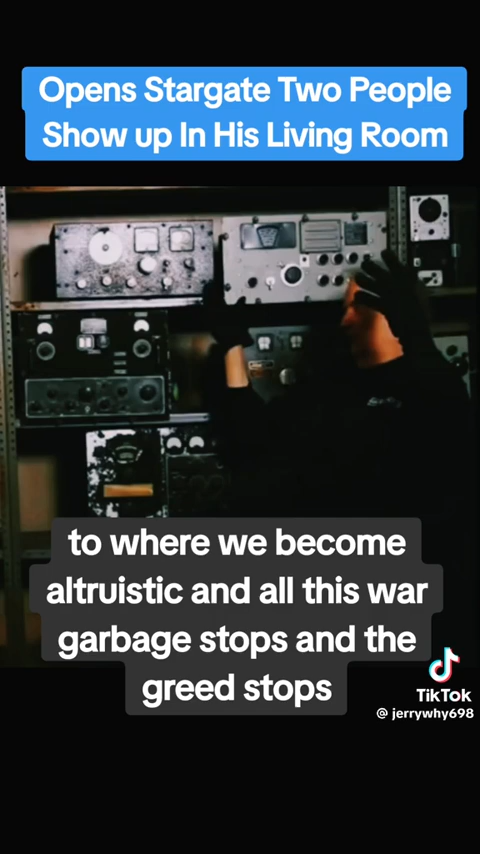 Opens Stargate Two People
Show up In His Living Room
to where we become
altruistic and all this war
garbage stops and the
greed stops
TikTok
@ jerrywhy698